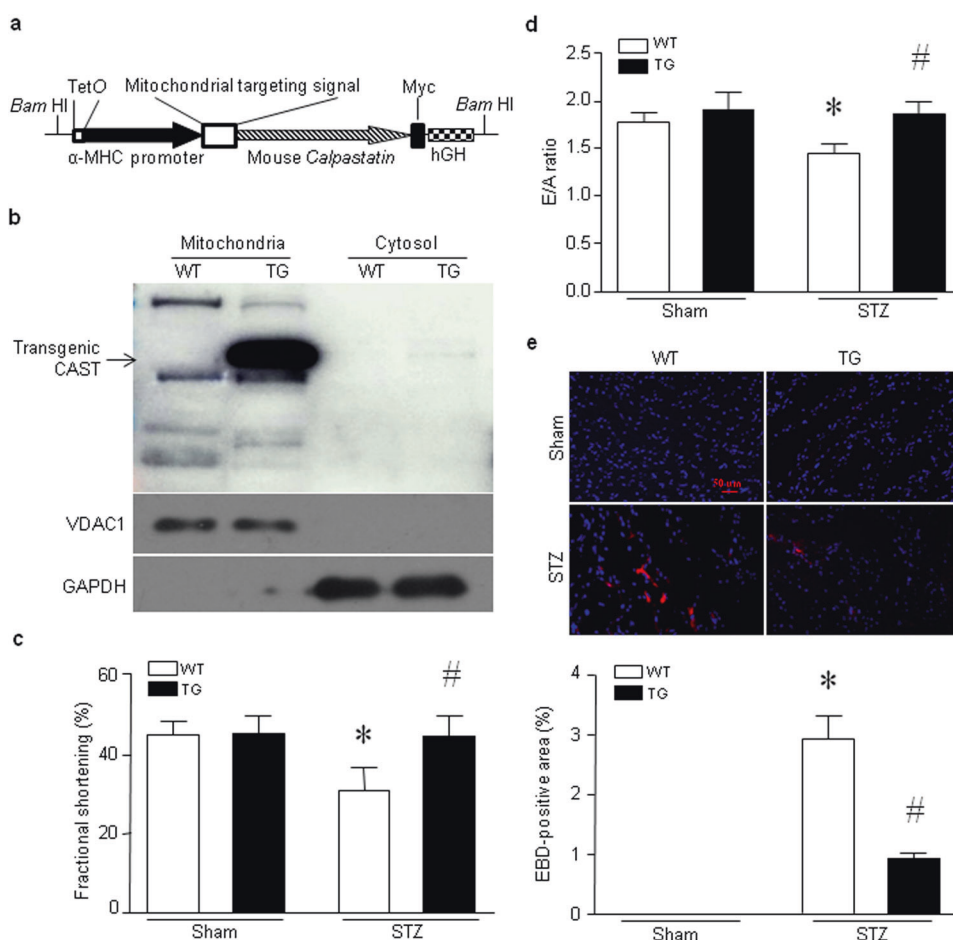 a
TetO Mitochondrial targeting signal Myc
Bam HI Bam HI
α-MHC promoter Mouse Calpastatin hGH
b
Mitochondria Cytosol
WT TG WT TG
Transgenic
CAST
VDAC1
GAPDH
c
WT
TG
#
*
Fractional shortening (%)
60
40
20
0
Sham STZ
d
WT
TG
#
*
E/A ratio
2.5
2.0
1.5
1.0
0.5
0.0
Sham STZ
e
WT TG
Sham
50 μm
STZ
WT
TG
*
#
EBD-positive area (%)
4
3
2
1
0
Sham STZ